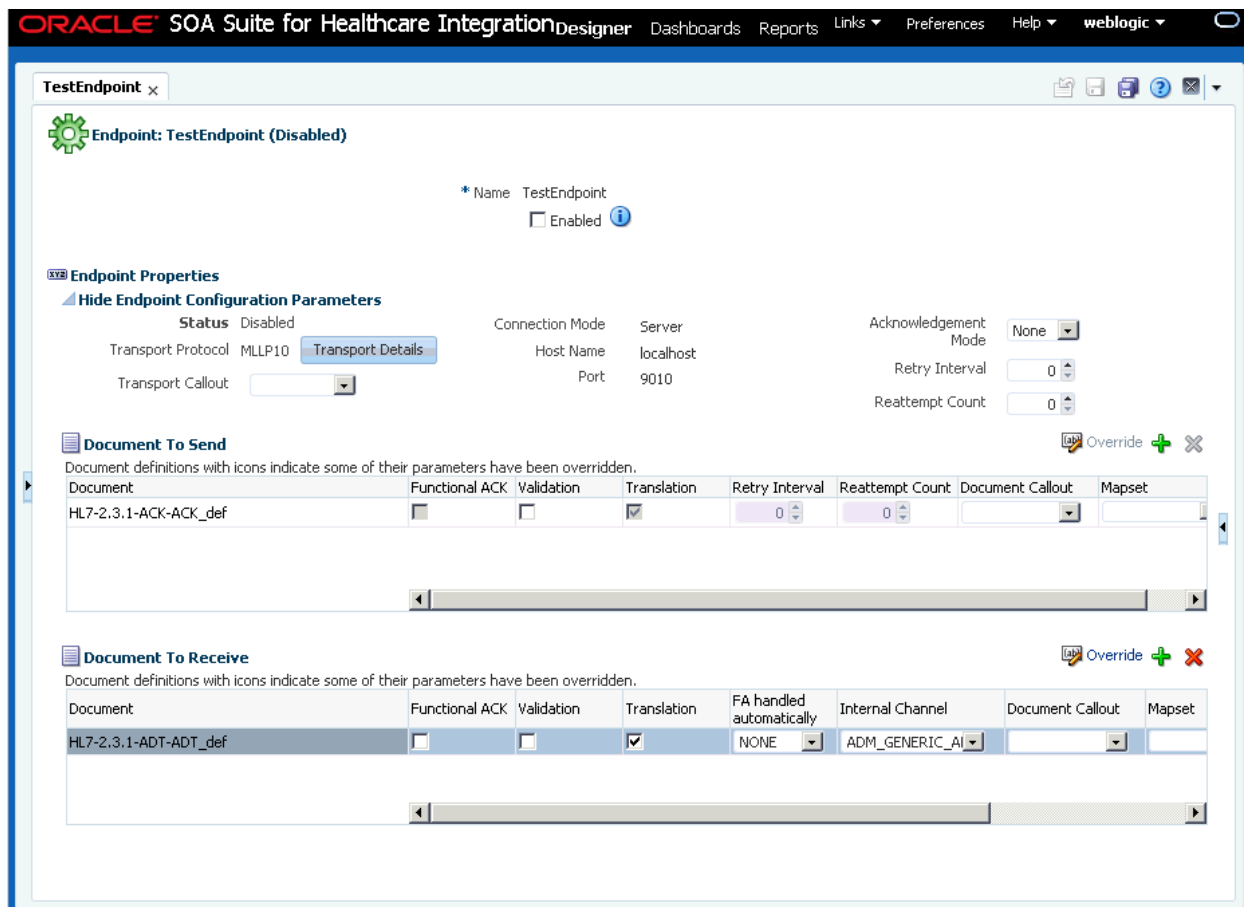 ORACLE SOA Suite for Healthcare Integration Designer Dashboards Reports Links Preferences Help weblogic
TestEndpoint
Endpoint: TestEndpoint (Disabled)
* Name TestEndpoint
Enabled
XYZ Endpoint Properties
Hide Endpoint Configuration Parameters
Status Disabled
Transport Protocol MLLP10 Transport Details
Transport Callout
Connection Mode Server
Host Name localhost
Port 9010
Acknowledgement Mode None
Retry Interval 0
Reattempt Count 0
Document To Send
Override
Document definitions with icons indicate some of their parameters have been overridden.
Document Functional ACK Validation Translation Retry Interval Reattempt Count Document Callout Mapset
HL7-2.3.1-ACK-ACK_def 0 0
Document To Receive
Override
Document definitions with icons indicate some of their parameters have been overridden.
Document Functional ACK Validation Translation FA handled automatically Internal Channel Document Callout Mapset
HL7-2.3.1-ADT-ADT_def NONE ADM_GENERIC_A